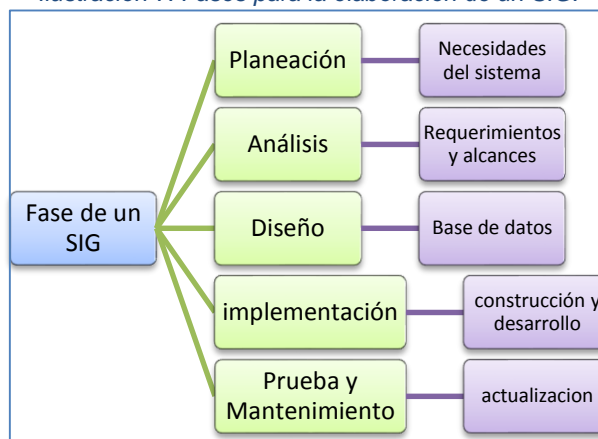 Ilustración 7. Pasos para la elaboración de un SIG.
Planeación
Necesidades
del sistema
Análisis
Requerimientos
y alcances
Fase de un
SIG
Diseño
Base de datos
implementación
construcción y
desarrollo
Prueba y
Mantenimiento
actualizacion